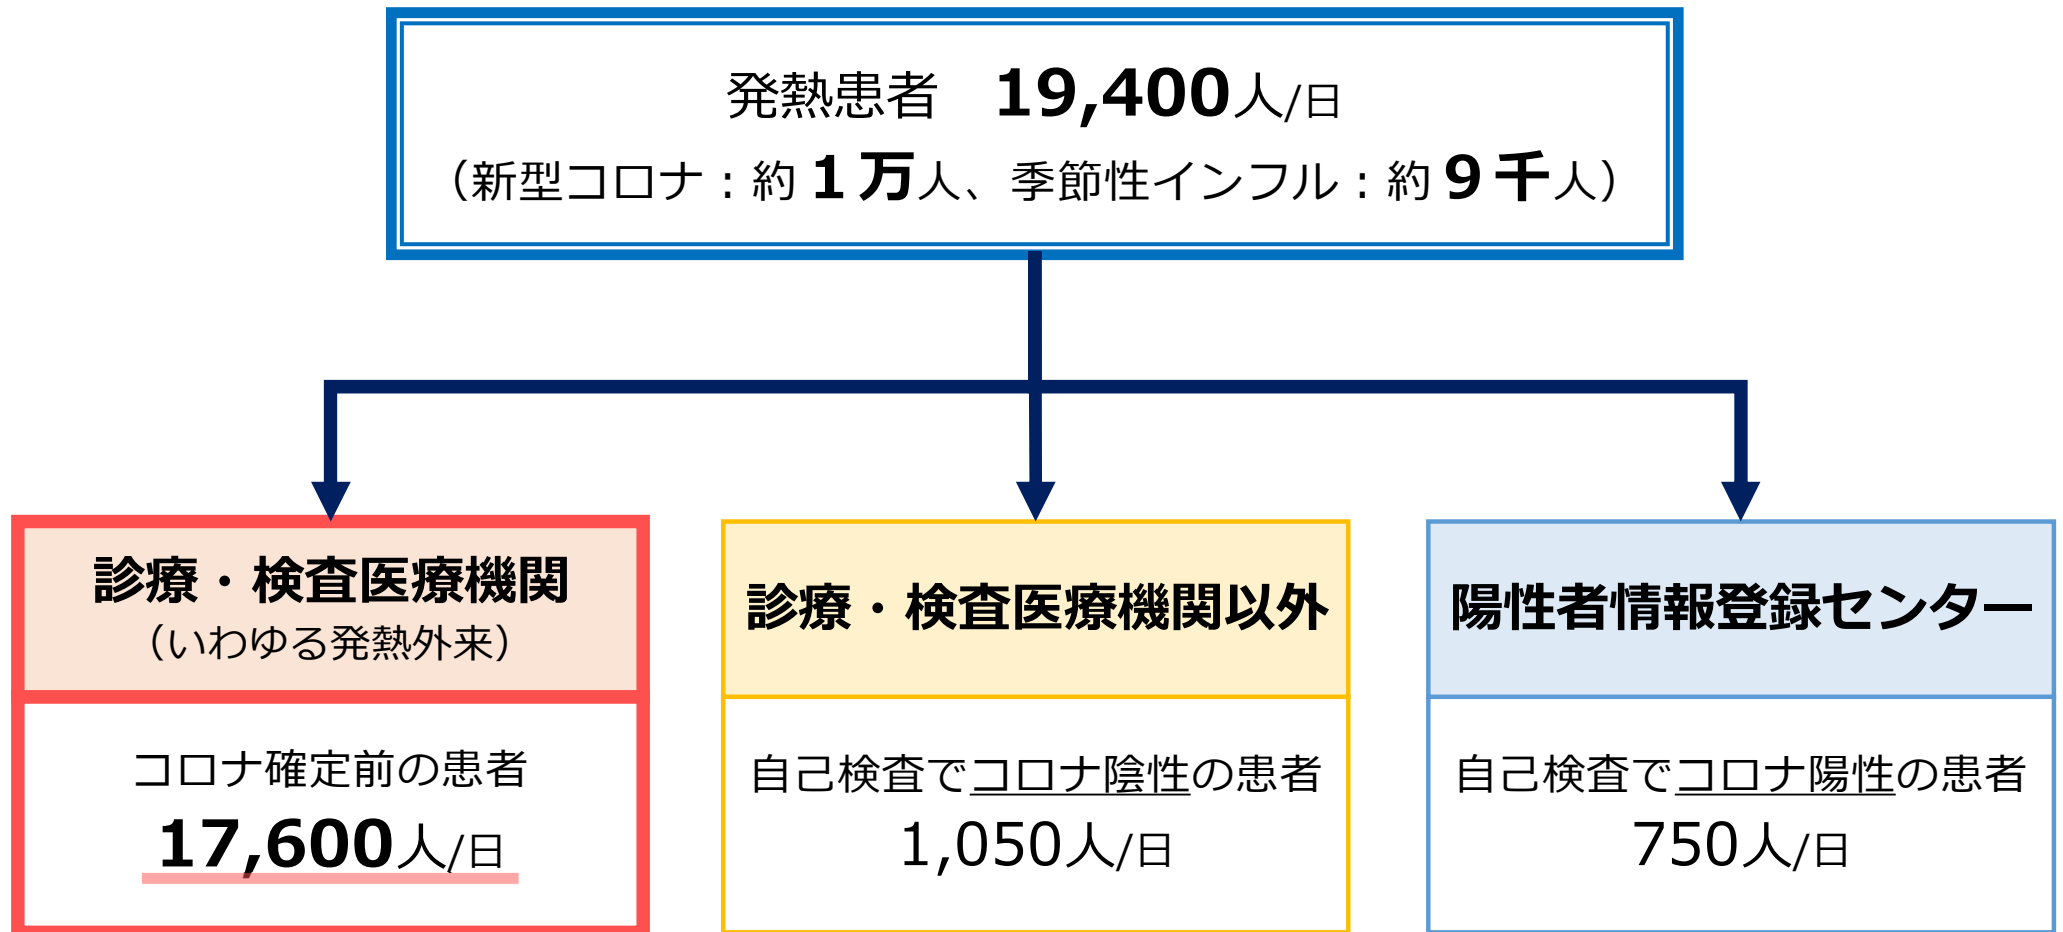 発熱患者　19,400人/日
（新型コロナ：約１万人、季節性インフル：約９千人）
診療・検査医療機関
（いわゆる発熱外来）
コロナ確定前の患者
17,600人/日
診療・検査医療機関以外
自己検査でコロナ陰性の患者
1,050人/日
陽性者情報登録センター
自己検査でコロナ陽性の患者
750人/日